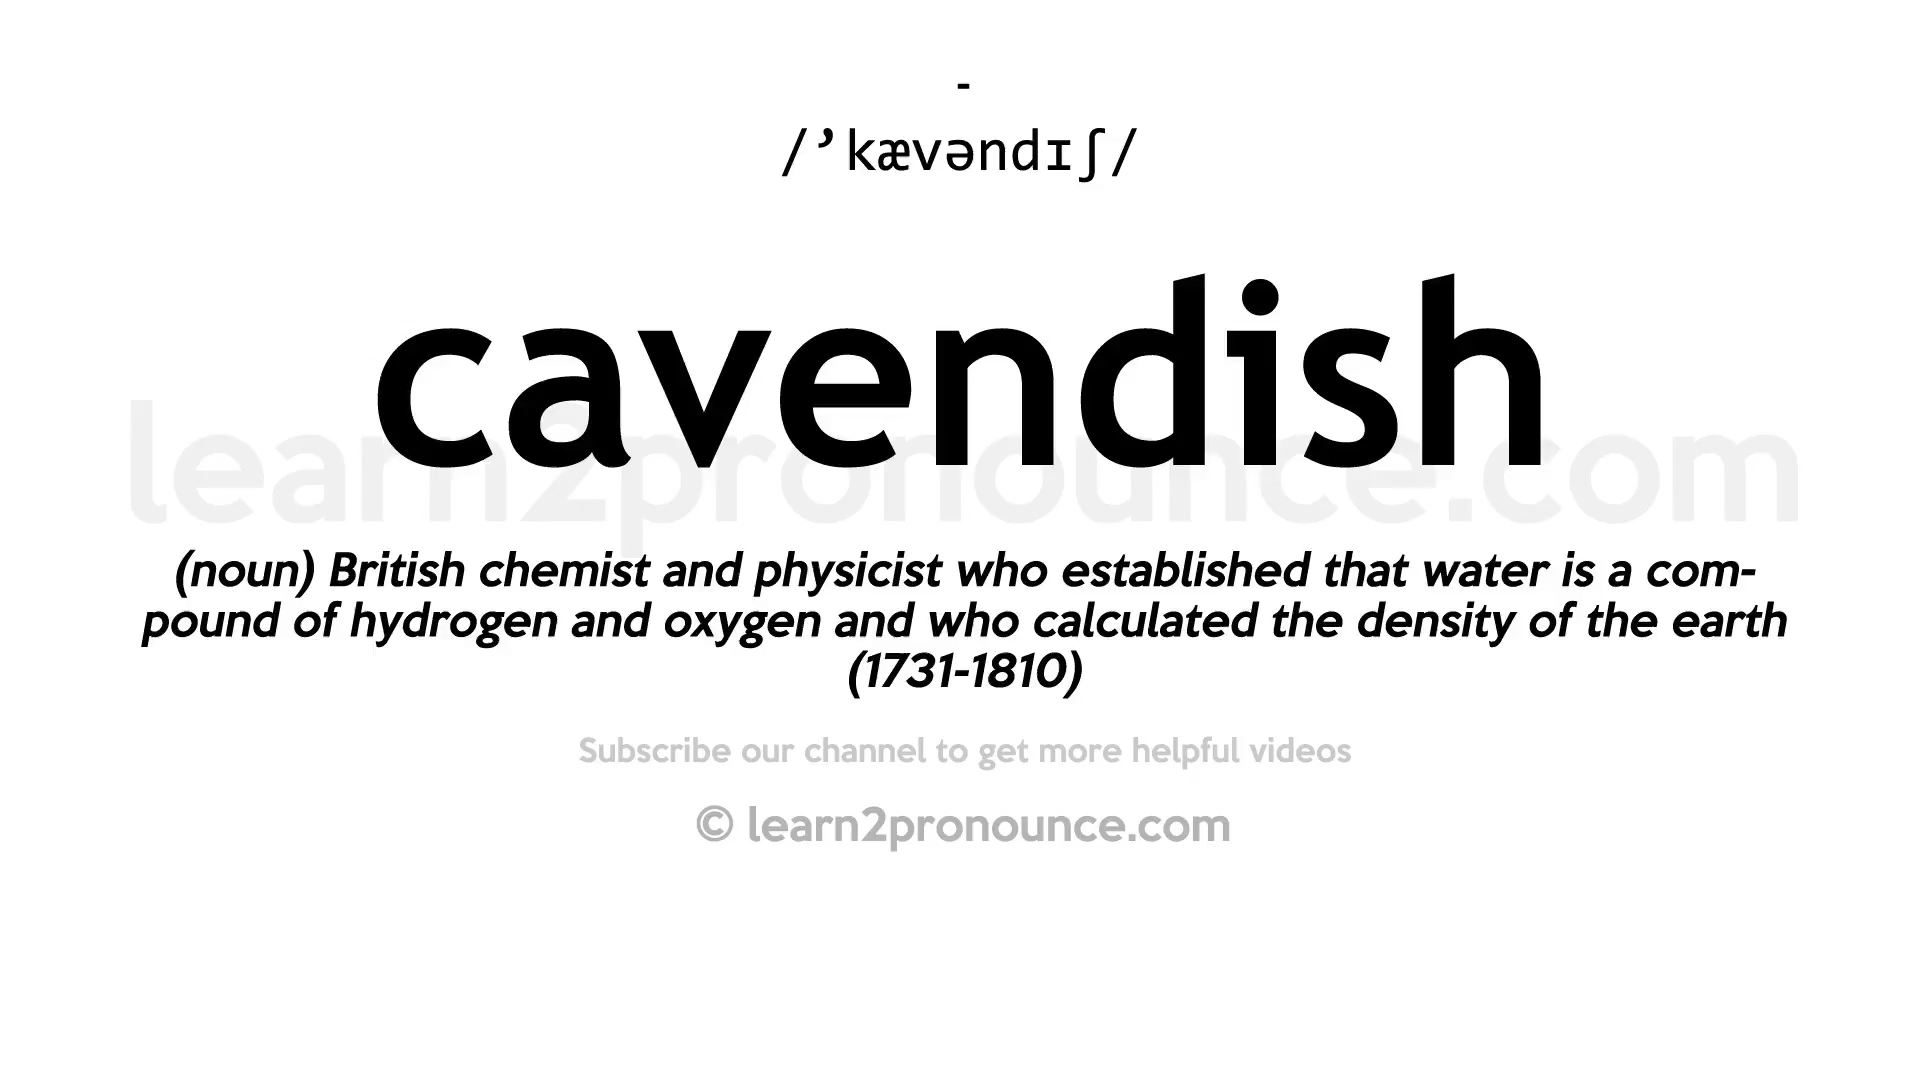 -
/’kævəndɪʃ/
cavendish
learn2pronounce.com
(noun) British chemist and physicist who established that water is a com-
pound of hydrogen and oxygen and who calculated the density of the earth
(1731-1810)
Subscribe our channel to get more helpful videos
© learn2pronounce.com